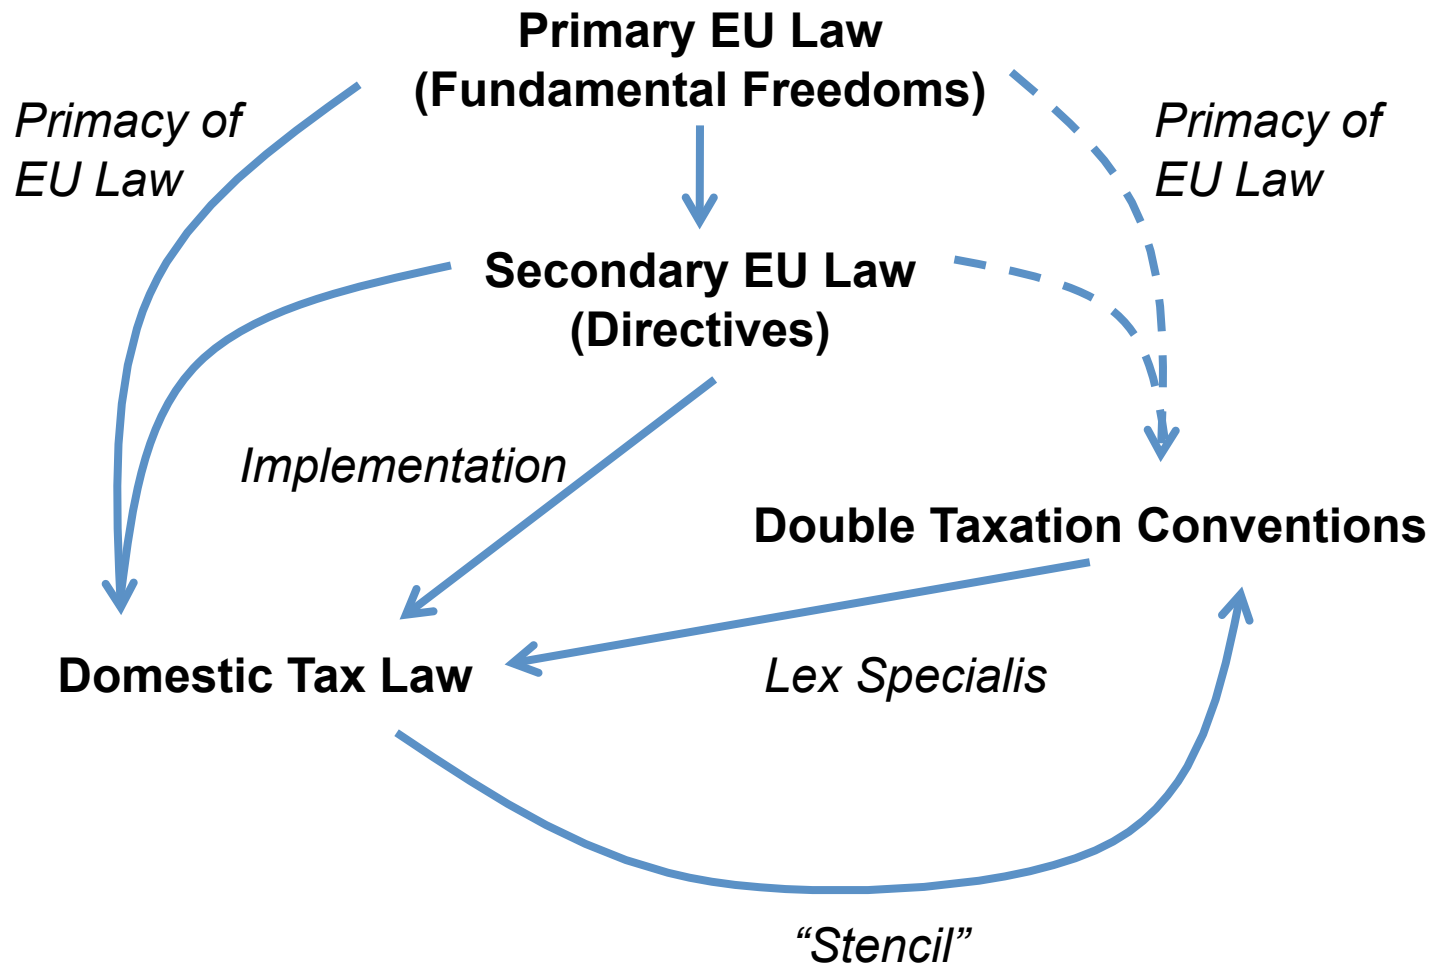 Primary EU Law
(Fundamental Freedoms)
Primacy of
EU Law
Primacy of
EU Law
Secondary EU Law
(Directives)
Implementation
Double Taxation Conventions
Domestic Tax Law
Lex Specialis
“Stencil”